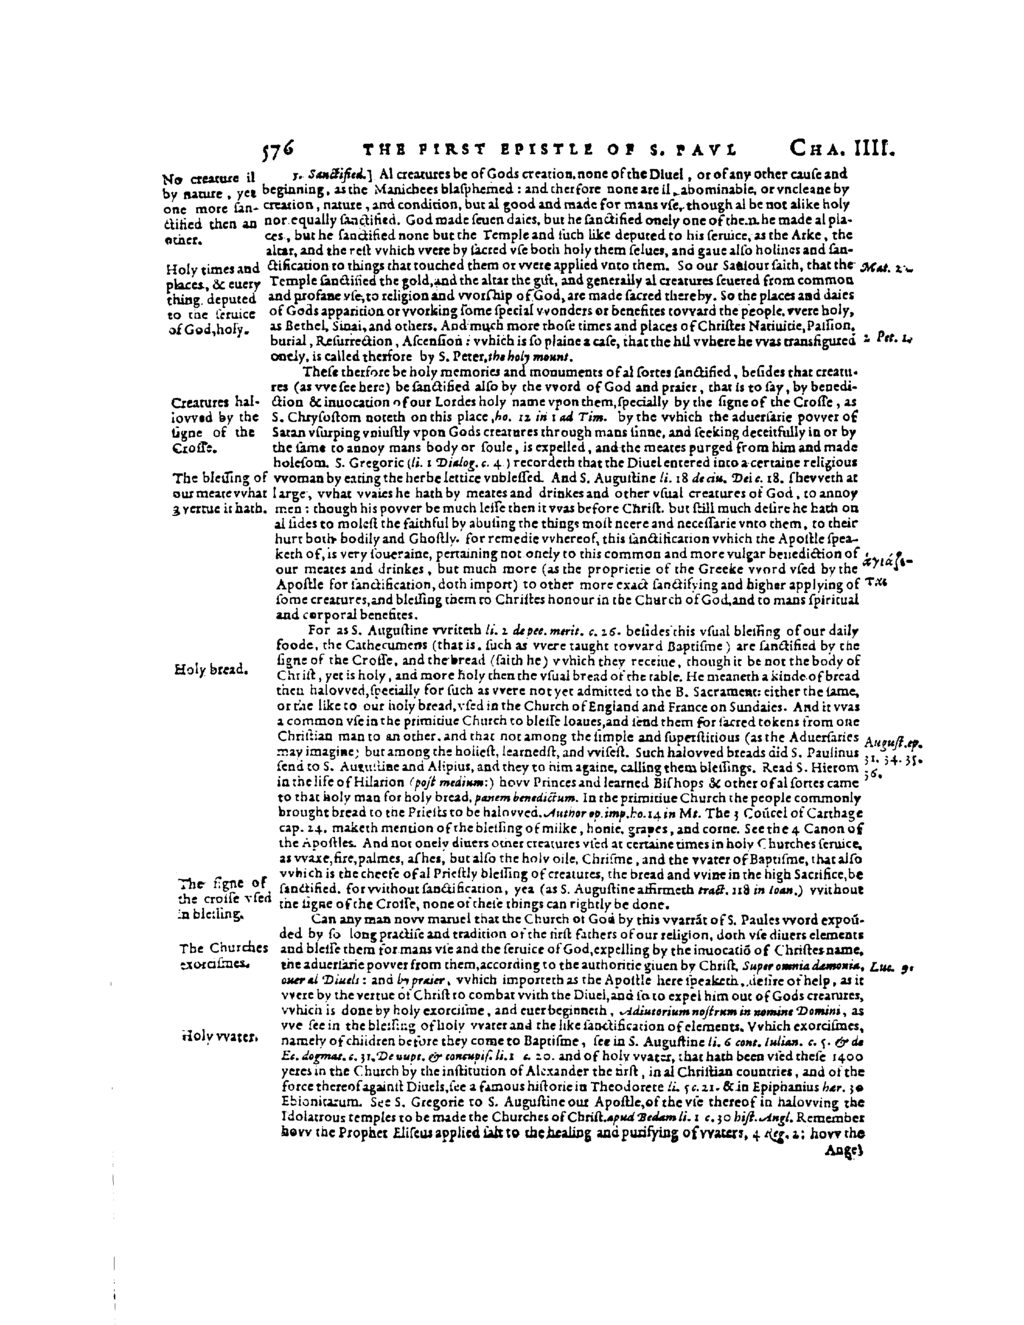 576 THE FIRST EPISTLE OF S. PAVL CHA. IIII.
No creature il
by nature, yet
one more san-
ctified then an
other.
5. Sanctified.] Al creatures be of Gods creation, none of the Diuel, or of any other cause and
beginning, as the Manichees blasphemed: and therfore none are il, abominable, or vncleane by
creation, nature, and condition, but al good and made for mans vse, though al be not alike holy
nor equally sanctified. God made seuen daies, but he sanctified onely one of the. n. he made al pla-
ces, but he sanctified none but the Temple and such like deputed to his seruice, as the Arke, the
altar, and the rest vvhich vvere by sacred vse both holy them selues, and gaue also holines and san-
Holy times and
places, & euery
thing deputed
to the seruice
of God, holy.
ctification to things that touched them or vvere applied vnto them. So our Sauiour saith, that the
Temple sanctified the gold, and the altar the gift, and generally al creatures seuered from common
and profane vse, to religion and vvorship of God, are made sacred thereby. So the places and daies
of Gods apparition or vvorking some special vvonders or benefites tovvard the people, vvere holy,
as Bethel, Sinai, and others. And much more those times and places of Christes Natiuitie, Passion,
burial, Resurrection, Ascension: vvhich is so plaine a case, that the hil vvhere he vvas transfigured
onely, is called therfore by S. Peter, the holy mount.
Mat.
2 Pet. 1.
These therfore be holy memories and monuments of al sortes sanctified, besides that creatu-
res (as vve see here) be sanctified also by the vvord of God and praier, that is to say, by benedi-
ction & inuocation of our Lordes holy name vpon them, specially by the signe of the Crosse, as
S. Chrysostom noteth on this place, ho. 12 in 1 ad Tim. by the vvhich the aduersarie povver of
Satan vsurping vniustly vpon Gods creatures through mans sinne, and seeking deceitfully in or by
the same to annoy mans body or soule, is expelled, and the meates purged from him and made
holesom. S. Gregorie (li. 1 Dialog. c. 4) recordeth that the Diuel entered into a certaine religious
Creatures hal-
lovved by the
signe of the
Crosse.
The blessing of
our meate vvhat
a vertue it hath.
vvoman by eating the herbe lettice vnblessed. And S. Augustine li. 18 de ciu. Dei c. 18. shevveth at
large, vvhat vvaies he hath by meates and drinkes and other vsual creatures of God, to annoy
men: though his povver be much lesse then it vvas before Christ. but still much desire he hath on
al sides to molest the faithful by abusing the things most neere and necessarie vnto them, to their
hurt both bodily and Ghostly. for remedie vvhereof, this sanctification vvhich the Apostle spea-
keth of, is very soueraine, pertaining not onely to this common and more vulgar benediction of
our meates and drinkes, but much more (as the proprietie of the Greeke vvord vsed by the
Apostle for sanctification, doth import) to other more exact sanctifying and higher applying of
some creatures, and blessing them to Christes honour in the Church of God, and to mans spiritual
and corporal benefites.
ἁγιάζε-
ται
For as S. Augustine vvriteth li. 2 de pec. merit. c. 26. besides this vsual blessing of our daily
foode, the Cathecumens (that is, such as vvere taught tovvard Baptisme) are sanctified by the
signe of the Crosse, and the bread (saith he) vvhich they receiue, though it be not the body of
Christ, yet is holy, and more holy then the vsual bread of the table. He meaneth a kinde of bread
then halovved, specially for such as vvere not yet admitted to the B. Sacrament: either the same,
or the like to our holy bread, vsed in the Church of England and France on Sundaies. And it vvas
a common vse in the primitiue Church to blesse loaues, and send them for sacred tokens from one
Christian man to an other. and that not among the simple and superstitious (as the Aduersaries
may imagine; but among the holiest, learnedst, and vvisest. Such halovved breads did S. Paulinus
send to S. Augustine and Alipius, and they to him againe, calling them blessings. Read S. Hierom
in the life of Hilarion (post medium:) hovv Princes and learned Bishops & other of al sortes came
to that holy man for holy bread, panem benedictum. In the primitiue Church the people commonly
brought bread to the Priests to be halovved. Author op. imp. ho. 14 in Mt. The 3 Coũcel of Carthage
cap. 24. maketh mention of the blessing of milke, honie, grapes, and corne. See the 4 Canon of
the Apostles. And not onely diuers other creatures vsed at certaine times in holy Churches seruice,
as vvaxe, fire, palmes, ashes, but also the holy oile, Chrisme, and the vvater of Baptisme, that also
vvhich is the cheefe of al Priestly blessing of creatures, the bread and vvine in the high Sacrifice, be
sanctified. for vvithout sanctification, yea (as S. Augustine affirmeth tract. 118 in Ioan.) vvithout
the signe of the Crosse, none of these things can rightly be done.
Holy bread.
August. ep.
31. 34. 35.
36.
The signe of
the crosse vsed
in blessing.
Can any man novv maruel that the Church of God by this vvarrãt of S. Paules vvord expoũ-
ded by so long practise and tradition of the first fathers of our religion, doth vse diuers elements
and blesse them for mans vse and the seruice of God, expelling by the inuocatiõ of Christes name,
the aduersarie povver from them, according to the authoritie giuen by Christ, Super omnia dæmonia,
ouer al Diuels: and by praier, vvhich importeth as the Apostle here speaketh, desire of help, as it
vvere by the vertue of Christ to combat vvith the Diuel, and so to expel him out of Gods creatures,
vvhich is done by holy exorcisme, and euer beginneth, Adiutorium nostrum in nomine Domini, as
vve see in the blessing of holy vvater and the like sanctification of elements. Vvhich exorcismes,
namely of children before they come to Baptisme, see in S. Augustine li. 6 cont. Iulian. c. 5. & de
Ec. dogmat. c. 31. De nupt. & concupis. li. 1 c. 20. and of holy vvater, that hath been vsed these 1400
yeres in the Church by the institution of Alexander the first, in al Christian countries, and of the
force thereof against Diuels, see a famous historie in Theodorete li. 5 c. 21. & in Epiphanius har. 30
Ebionitarum. See S. Gregorie to S. Augustine our Apostle, of the vse thereof in halovving the
Idolatrous temples to be made the Churches of Christ. apud Bedam li. 1 c. 30 hist. Angl. Remember
hovv the Prophet Eliseus applied salt to the healing and purifying of vvaters, 4 Reg. 2: hovv the
The Churches
exorcismes.
Luc. 9.
Holy vvater.
Angel